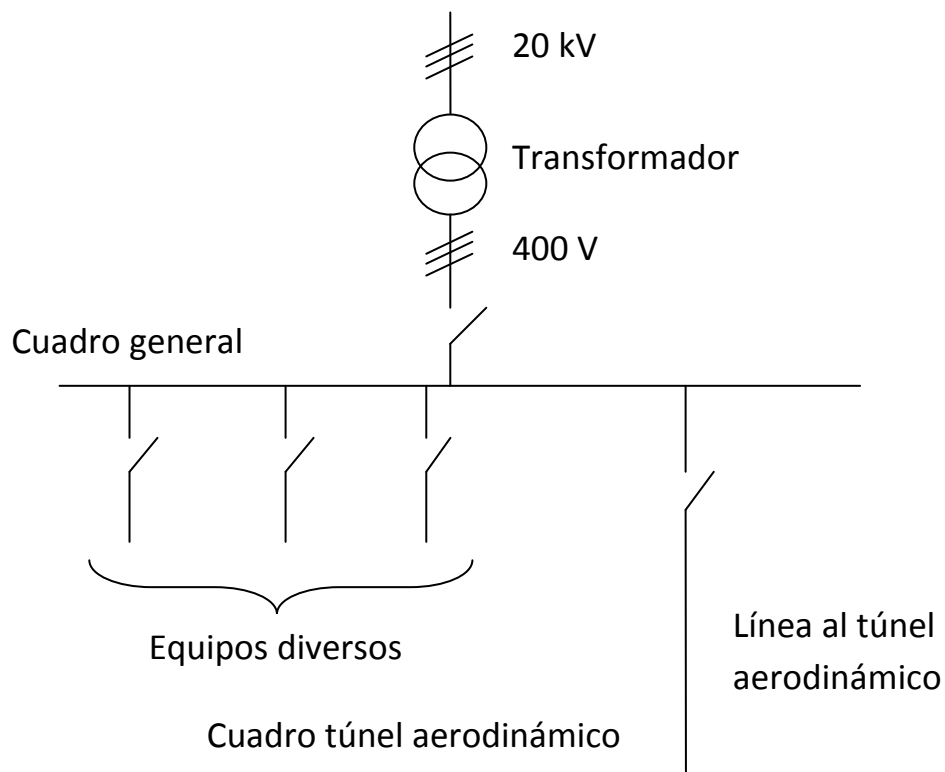 20 kV
Transformador
400 V
Cuadro general
Equipos diversos
Línea al túnel
aerodinámico
Cuadro túnel aerodinámico